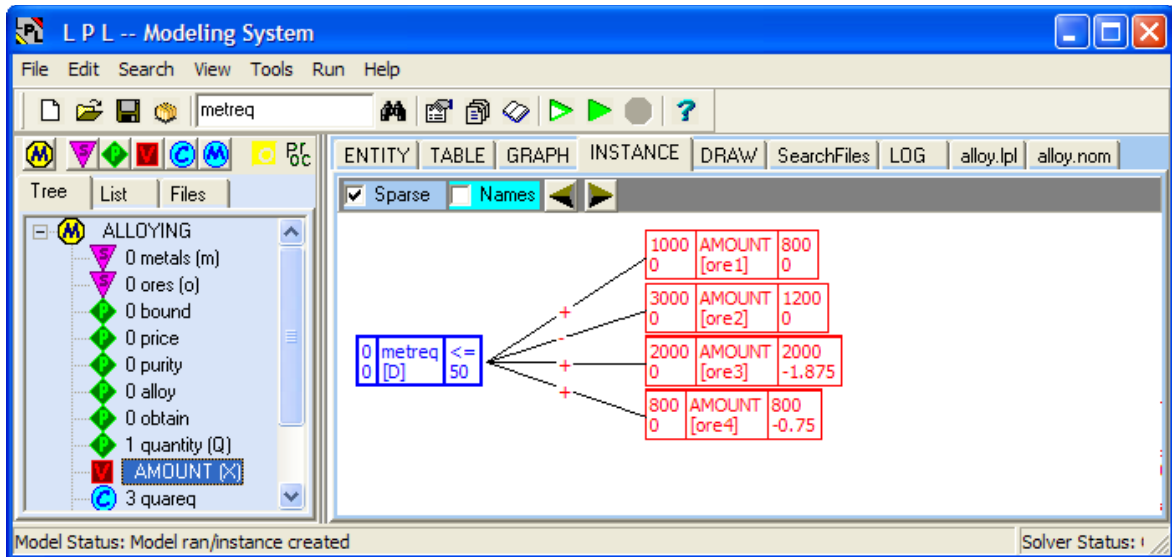 L P L -- Modeling System
File Edit Search View Tools Run Help
metreq
Pr oc
ENTITY TABLE GRAPH INSTANCE DRAW SearchFiles LOG alloy.lpl alloy.nom
Tree List Files
Sparse Names
M ALLOYING
S 0 metals (m)
S 0 ores (o)
P 0 bound
P 0 price
P 0 purity
P 0 alloy
P 0 obtain
P 1 quantity (Q)
V AMOUNT (X)
C 3 quareq
0 metreq <=
0 [D] 50
+
-
+
+
1000 AMOUNT 800
0 [ore1] 0
3000 AMOUNT 1200
0 [ore2] 0
2000 AMOUNT 2000
0 [ore3] -1.875
800 AMOUNT 800
0 [ore4] -0.75
Model Status: Model ran/instance created
Solver Status: